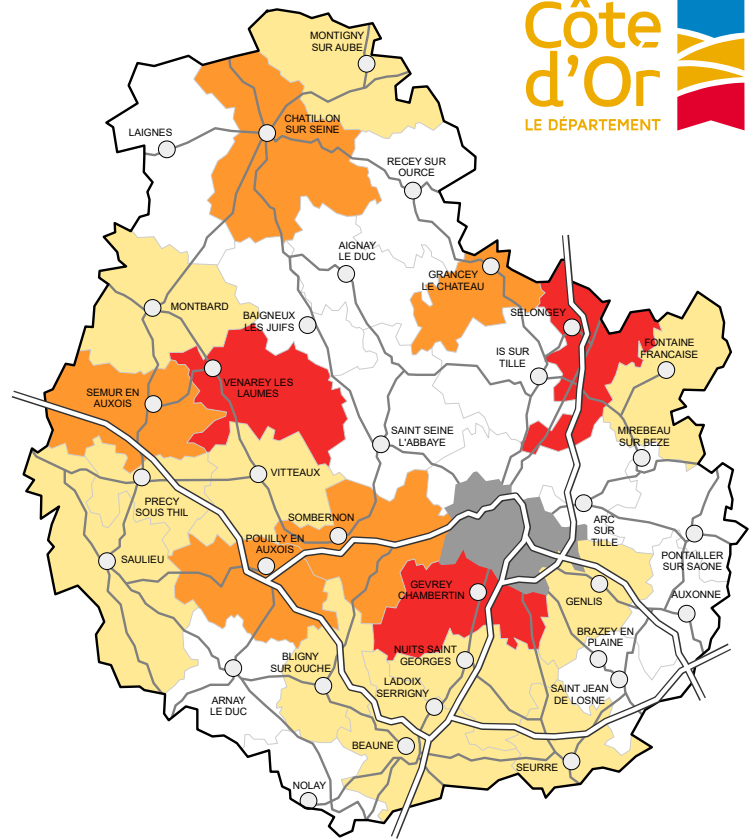 Côte
d'Or
LE DÉPARTEMENT
MONTIGNY
SUR AUBE
CHATILLON
SUR SEINE
LAIGNES
RECEY SUR
OURCE
AIGNAY
LE DUC
GRANCEY
LE CHATEAU
MONTBARD
BAIGNEUX
LES JUIFS
SELONGEY
IS SUR
TILLE
FONTAINE
FRANCAISE
VENAREY LES
LAUMES
SEMUR EN
AUXOIS
SAINT SEINE
L'ABBAYE
MIREBEAU
SUR BEZE
VITTEAUX
PRECY
SOUS THIL
SOMBERNON
ARC
SUR
TILLE
POUILLY EN
AUXOIS
SAULIEU
PONTAILLER
SUR SAONE
GEVREY
CHAMBERTIN
GENLIS
AUXONNE
BRAZEY EN
PLAINE
NUITS SAINT
GEORGES
BLIGNY
SUR OUCHE
LADOIX
SERRIGNY
SAINT JEAN
DE LOSNE
ARNAY
LE DUC
BEAUNE
SEURRE
NOLAY